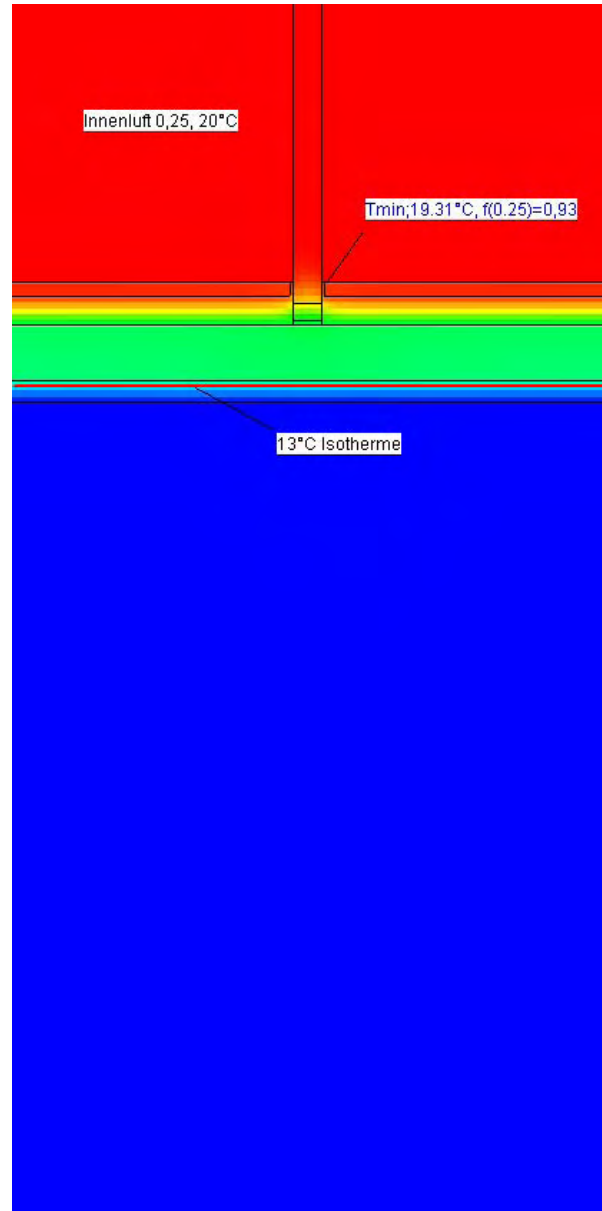 Innenluft 0,25, 20°C
Tmin;19.31°C, f(0.25)=0,93
13°C Isotherme